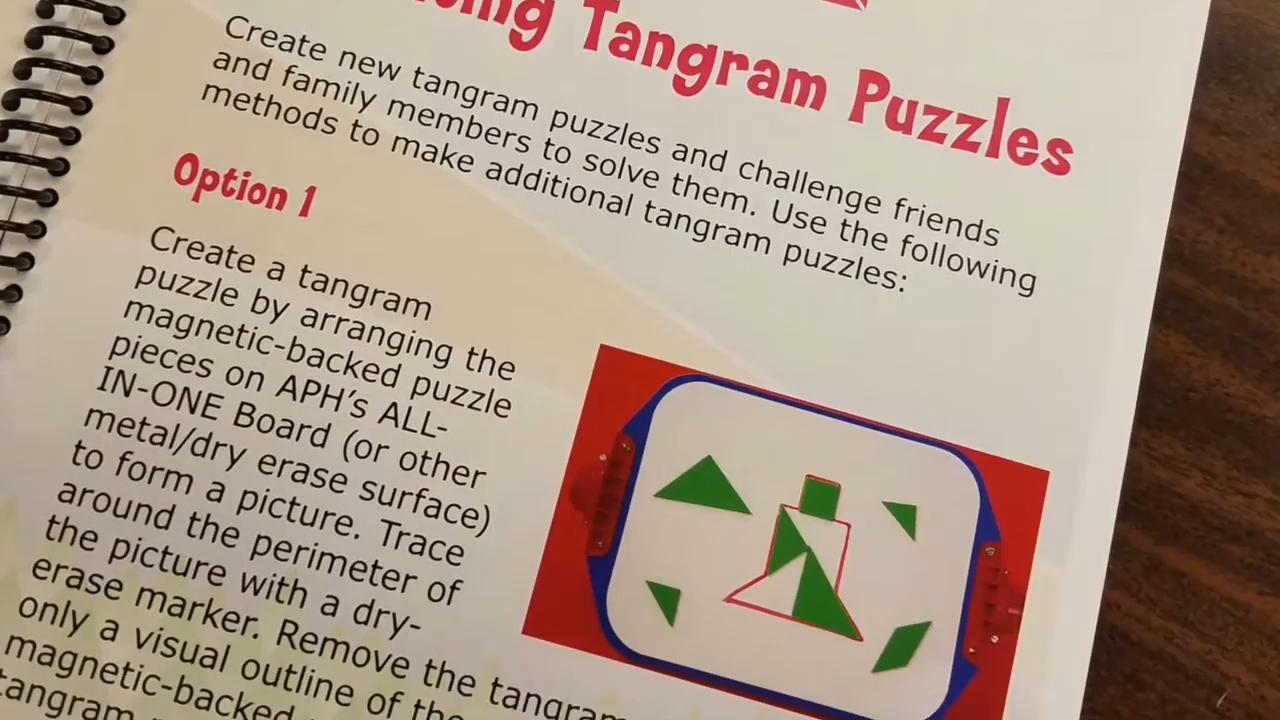 Tangram Puzzles
Create new tangram puzzles and challenge friends
and family members to solve them. Use the following
methods to make additional tangram puzzles:
Option 1
Create a tangram
puzzle by arranging the
magnetic-backed puzzle
pieces on APH’s ALL-
IN-ONE Board (or other
metal/dry erase surface)
to form a picture. Trace
around the perimeter of
the picture with a dry-
erase marker. Remove the tangram
only a visual outline of the
magnetic-backed
tangram